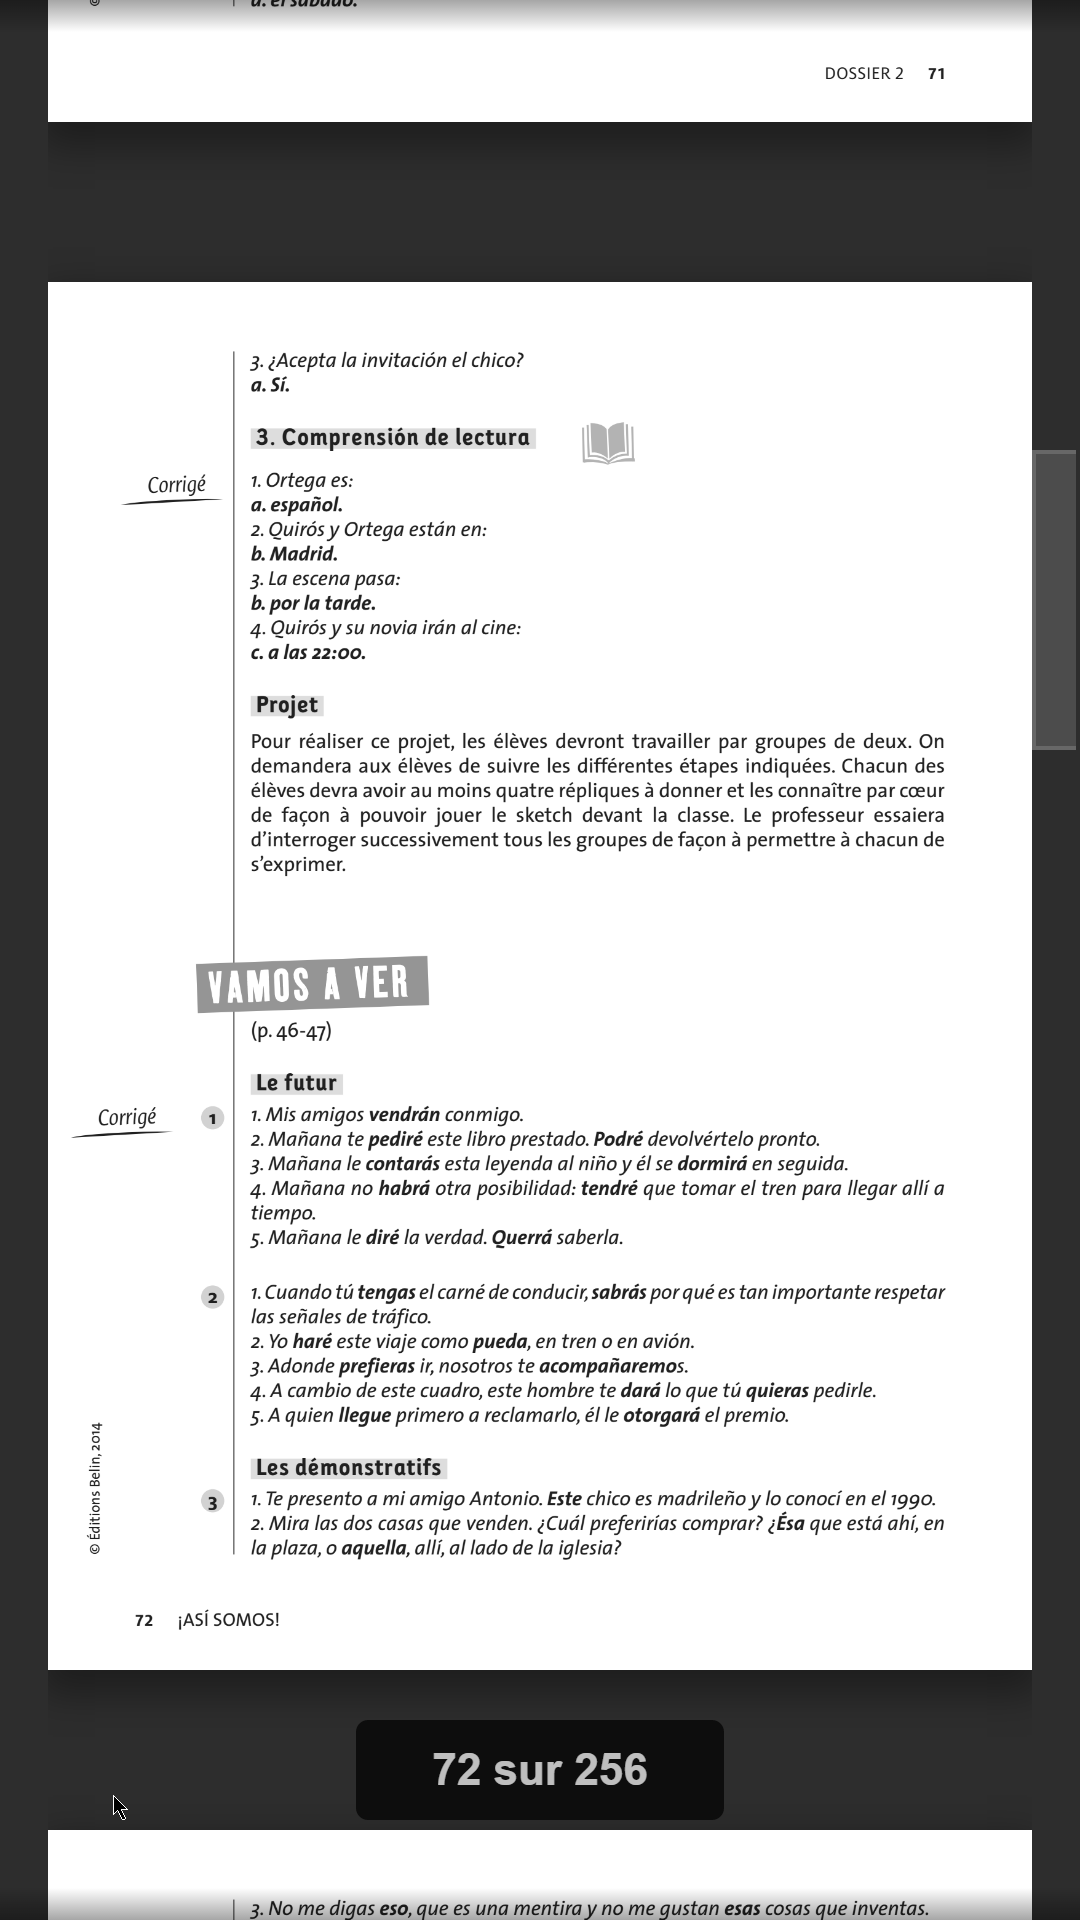 a. el sábado.
DOSSIER 2 71
3. ¿Acepta la invitación el chico?
a. Sí.
3. Comprensión de lectura
Corrigé
1. Ortega es:
a. español.
2. Quirós y Ortega están en:
b. Madrid.
3. La escena pasa:
b. por la tarde.
4. Quirós y su novia irán al cine:
c. a las 22:00.
Projet
Pour réaliser ce projet, les élèves devront travailler par groupes de deux. On
demandera aux élèves de suivre les différentes étapes indiquées. Chacun des
élèves devra avoir au moins quatre répliques à donner et les connaître par cœur
de façon à pouvoir jouer le sketch devant la classe. Le professeur essaiera
d'interroger successivement tous les groupes de façon à permettre à chacun de
s'exprimer.
VAMOS A VER
(p. 46-47)
Le futur
Corrigé
1
1. Mis amigos vendrán conmigo.
2. Mañana te pediré este libro prestado. Podré devolvértelo pronto.
3. Mañana le contarás esta leyenda al niño y él se dormirá en seguida.
4. Mañana no habrá otra posibilidad: tendré que tomar el tren para llegar allí a
tiempo.
5. Mañana le diré la verdad. Querrá saberla.
2
1. Cuando tú tengas el carné de conducir, sabrás por qué es tan importante respetar
las señales de tráfico.
2. Yo haré este viaje como pueda, en tren o en avión.
3. Adonde prefieras ir, nosotros te acompañaremos.
4. A cambio de este cuadro, este hombre te dará lo que tú quieras pedirle.
5. A quien llegue primero a reclamarlo, él le otorgará el premio.
Les démonstratifs
3
1. Te presento a mi amigo Antonio. Este chico es madrileño y lo conocí en el 1990.
2. Mira las dos casas que venden. ¿Cuál preferirías comprar? ¿Ésa que está ahí, en
la plaza, o aquella, allí, al lado de la iglesia?
© Éditions Belin, 2014
72 ¡ASÍ SOMOS!
72 sur 256
3. No me digas eso, que es una mentira y no me gustan esas cosas que inventas.